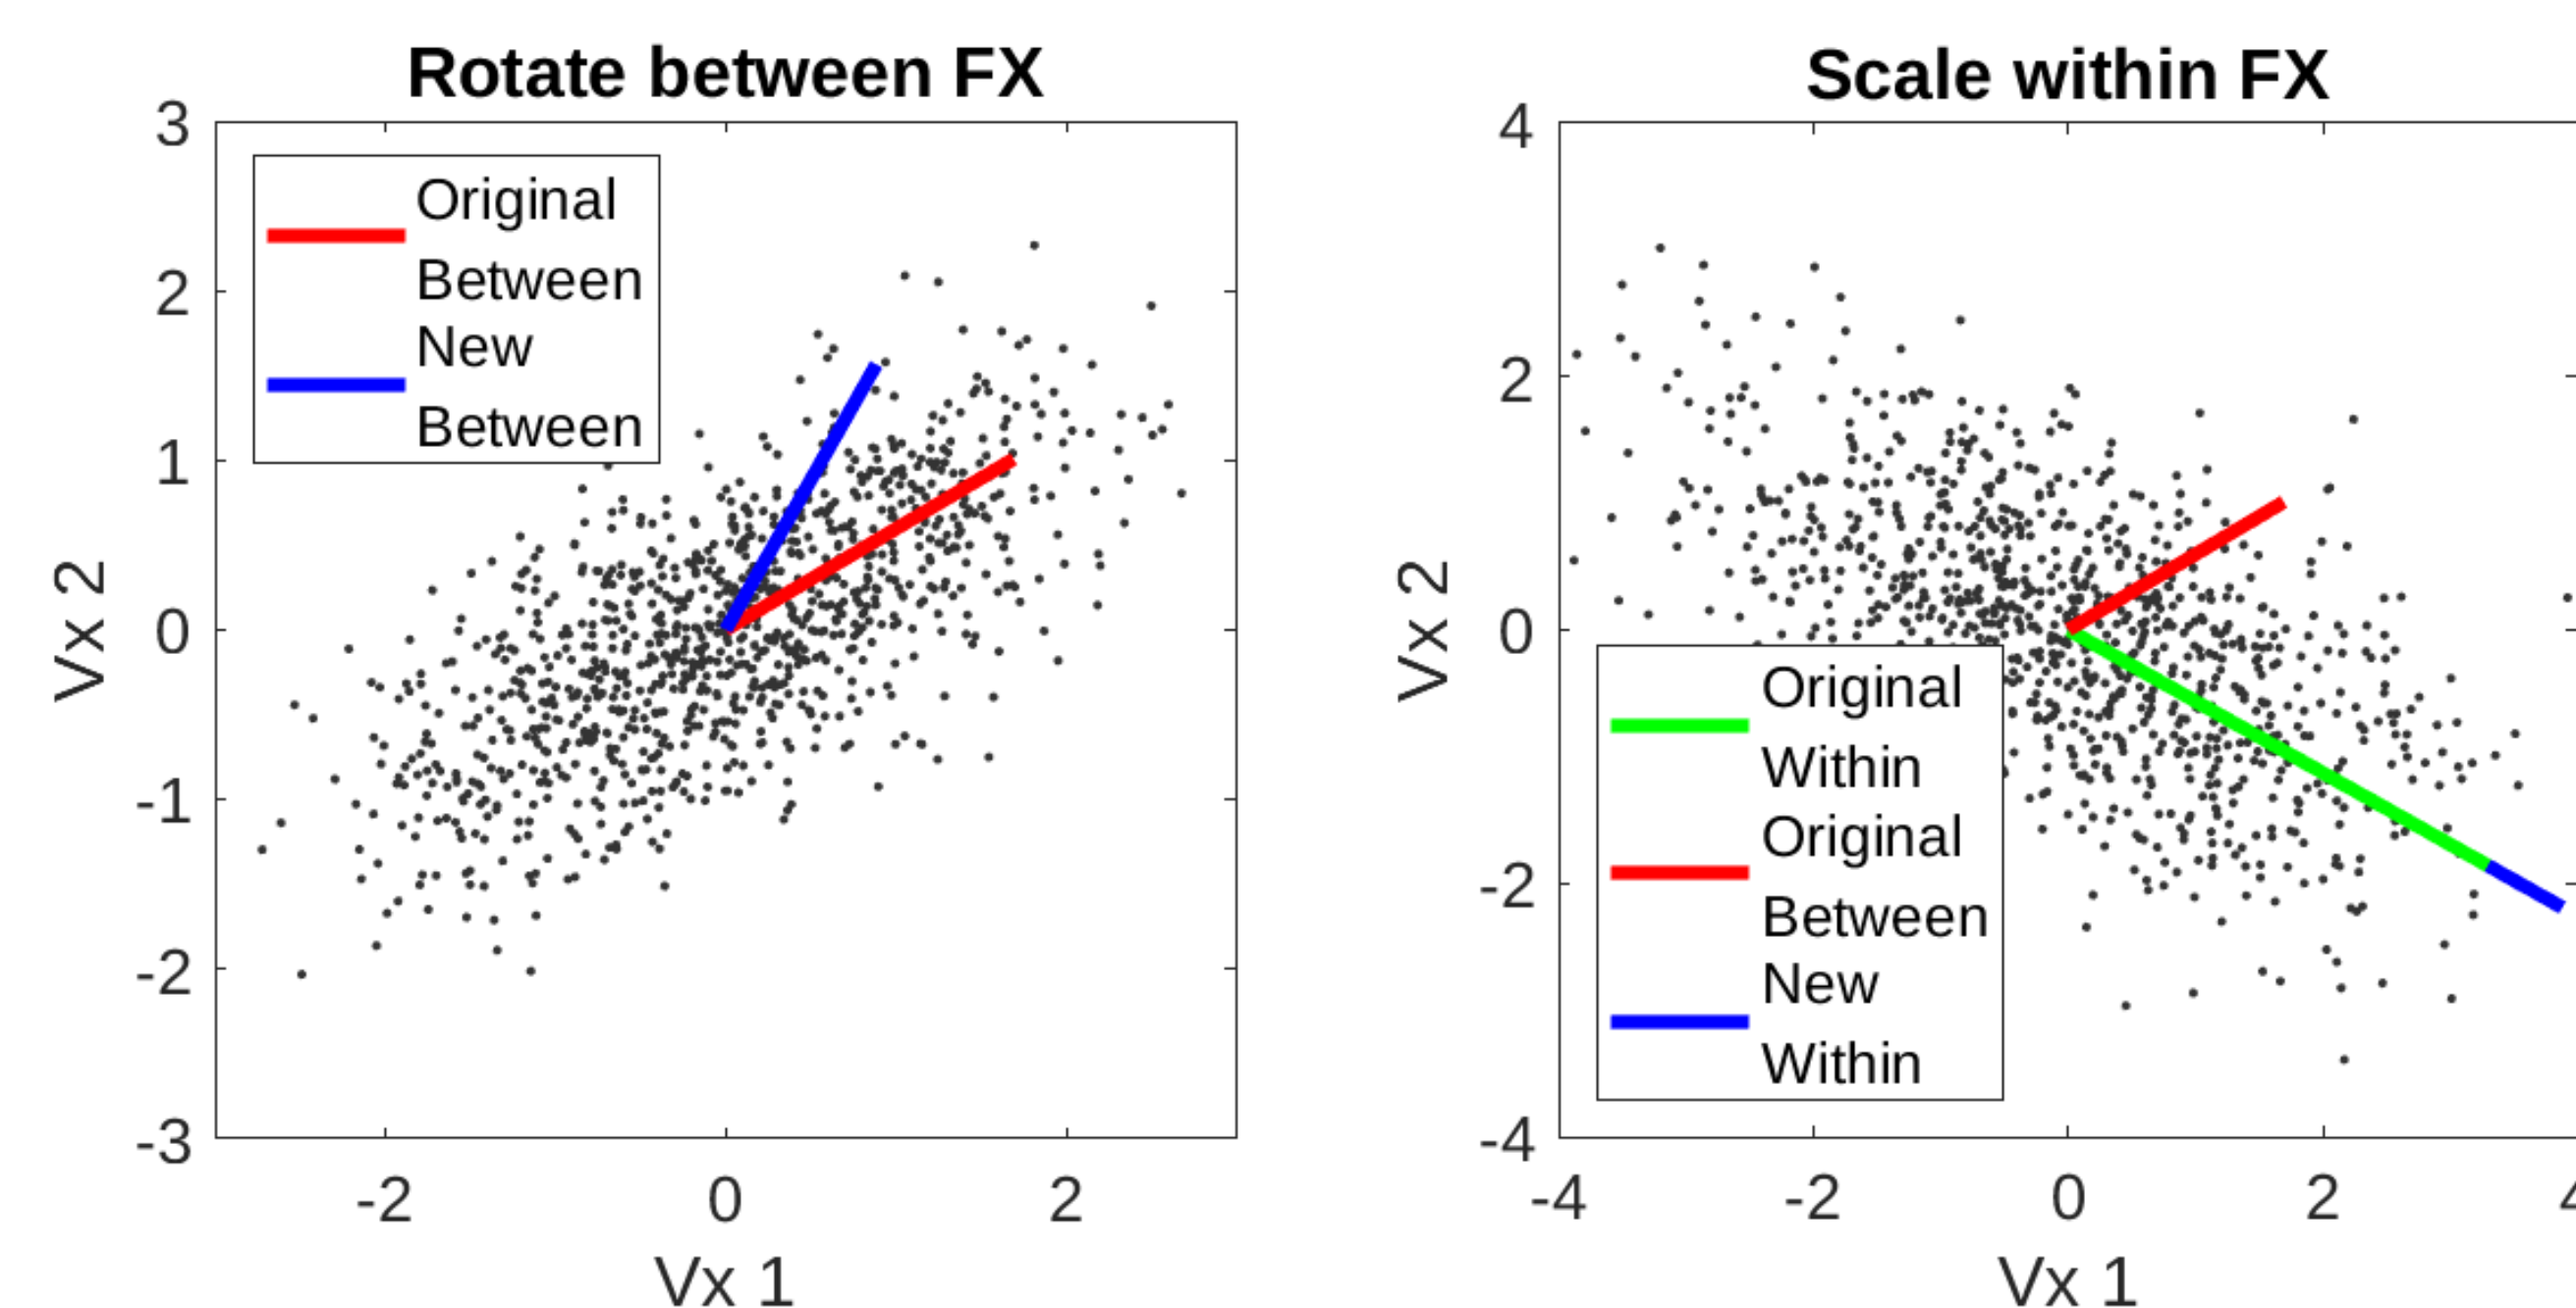 Rotate between FX
3
2
1
0
-1
-2
-3
Vx 2
Original
Between
New
Between
-2
0
2
Vx 1
Scale within FX
4
2
0
-2
-4
Vx 2
Original
Within
Original
Between
New
Within
-4
-2
0
2
4
Vx 1